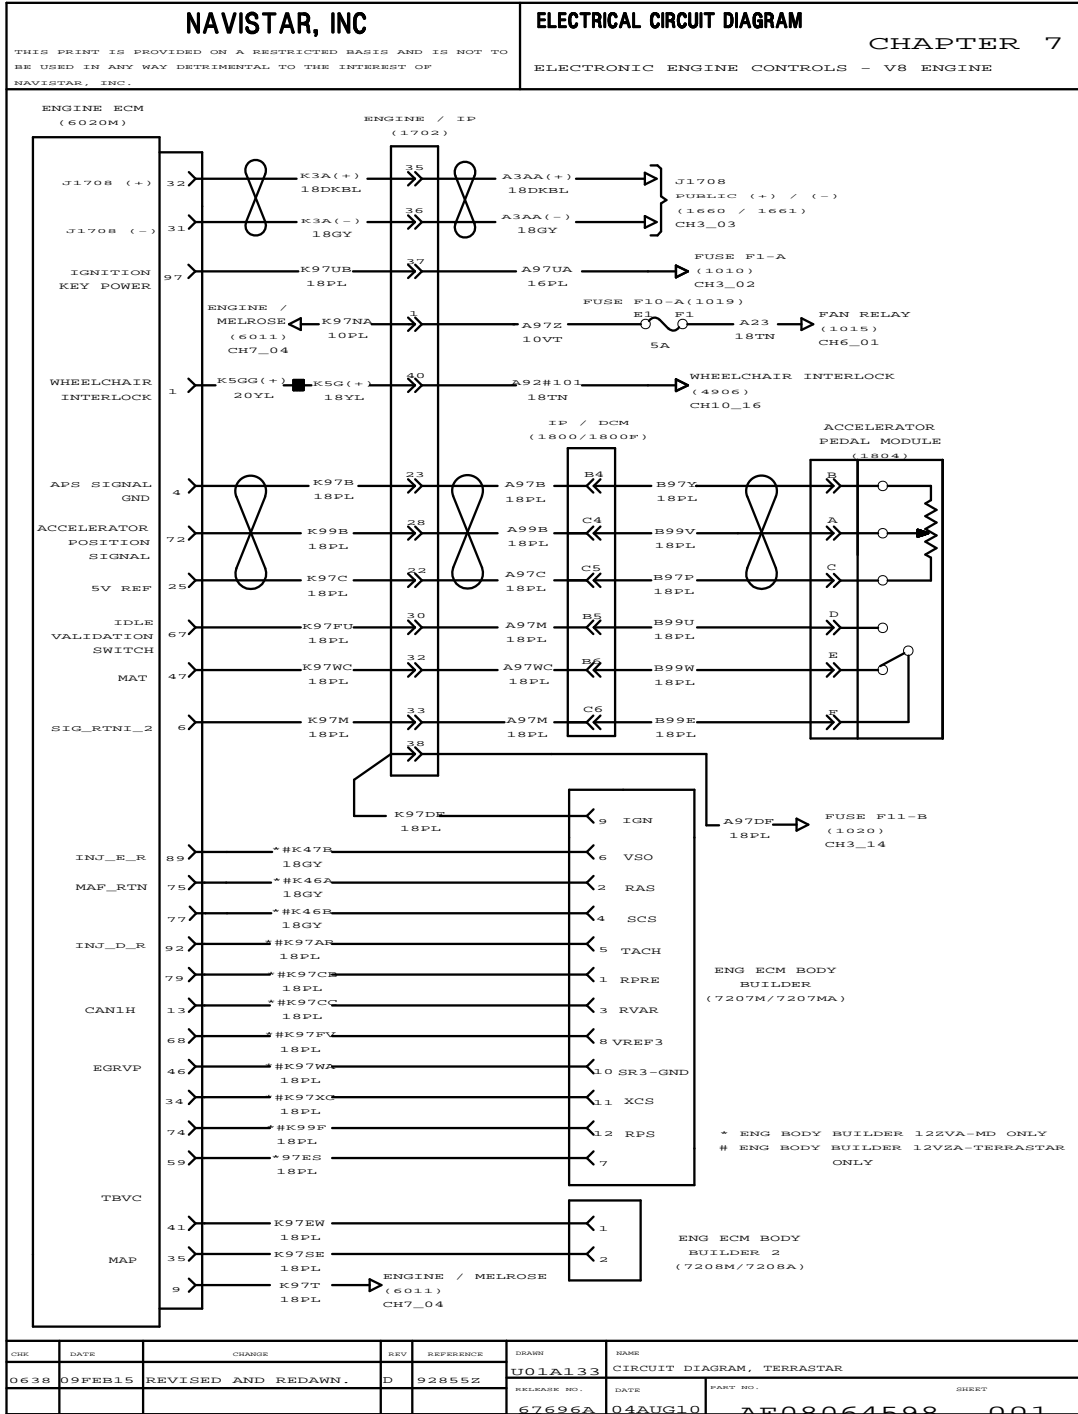 NAVISTAR, INC
THIS PRINT IS PROVIDED ON A RESTRICTED BASIS AND IS NOT TO
BE USED IN ANY WAY DETRIMENTAL TO THE INTEREST OF
NAVISTAR, INC.
ELECTRICAL CIRCUIT DIAGRAM
CHAPTER 7
ELECTRONIC ENGINE CONTROLS - V8 ENGINE
ENGINE ECM
(6020M)
ENGINE / IP
(1702)
J1708 (+) 32 K3A(+) 35 A3AA(+)
18DKBL 18DKBL
J1708 (-) 31 K3A(-) 36 A3AA(-)
18GY 18GY
J1708
PUBLIC (+) / (-)
(1660 / 1661)
CH3_03
IGNITION
KEY POWER
97 K97UB 37 A97UA
18PL 16PL
FUSE F1-A
(1010)
CH3_02
ENGINE /
MELROSE
(6011)
CH7_04
K97NA 1 A97Z
10PL 10VT
FUSE F10-A(1019)
E1 F1
5A
A23
18TN
FAN RELAY
(1015)
CH6_01
WHEELCHAIR
INTERLOCK
1 K5GG(+) K5G(+) 40 A92#101
20YL 18YL 18TN
WHEELCHAIR INTERLOCK
(4906)
CH10_16
IP / DCM
(1800/1800F)
ACCELERATOR
PEDAL MODULE
(1804)
APS SIGNAL
GND
4 K97B 23 A97B B4 B97Y B
18PL 18PL 18PL
ACCELERATOR
POSITION
SIGNAL
72 K99B 28 A99B C4 B99V A
18PL 18PL 18PL
5V REF 25 K97C 22 A97C C5 B97P C
18PL 18PL 18PL
IDLE
VALIDATION
SWITCH
67 K97FU 30 A97M B5 B99U D
18PL 18PL 18PL
MAT 47 K97WC 32 A97WC B6 B99W E
18PL 18PL 18PL
SIG_RTN1_2 6 K97M 33 A97M C6 B99E F
18PL 18PL 18PL
38
K97DF 9 IGN
18PL
A97DF
18PL
FUSE F11-B
(1020)
CH3_14
INJ_E_R 89 *#K47B 6 VSO
18GY
MAF_RTN 75 *#K46A 2 RAS
18GY
77 *#K46B 4 SCS
18GY
INJ_D_R 92 *#K97AR 5 TACH
18PL
79 *#K97CB 1 RPRE
18PL
CAN1H 13 *#K97CC 3 RVAR
18PL
68 *#K97FV 8 VREF3
18PL
EGRVP 46 *#K97WA 10 SR3-GND
18PL
34 *#K97XC 11 XCS
18PL
74 *#K99F 12 RPS
18PL
59 *97ES 7
18PL
ENG ECM BODY
BUILDER
(7207M/7207MA)
* ENG BODY BUILDER 12ZVA-MD ONLY
# ENG BODY BUILDER 12VZA-TERRASTAR
ONLY
TBVC
41 K97EW 1
18PL
MAP 35 K97SE 2
18PL
9 K97T
18PL
ENGINE / MELROSE
(6011)
CH7_04
ENG ECM BODY
BUILDER 2
(7208M/7208A)
CHK DATE CHANGE REV REFERENCE DRAWN NAME
0638 09FEB15 REVISED AND REDAWN. D 92855Z U01A133 CIRCUIT DIAGRAM, TERRASTAR
RELEASE NO. DATE PART NO. SHEET
67696A 04AUG10 AE08064598 001